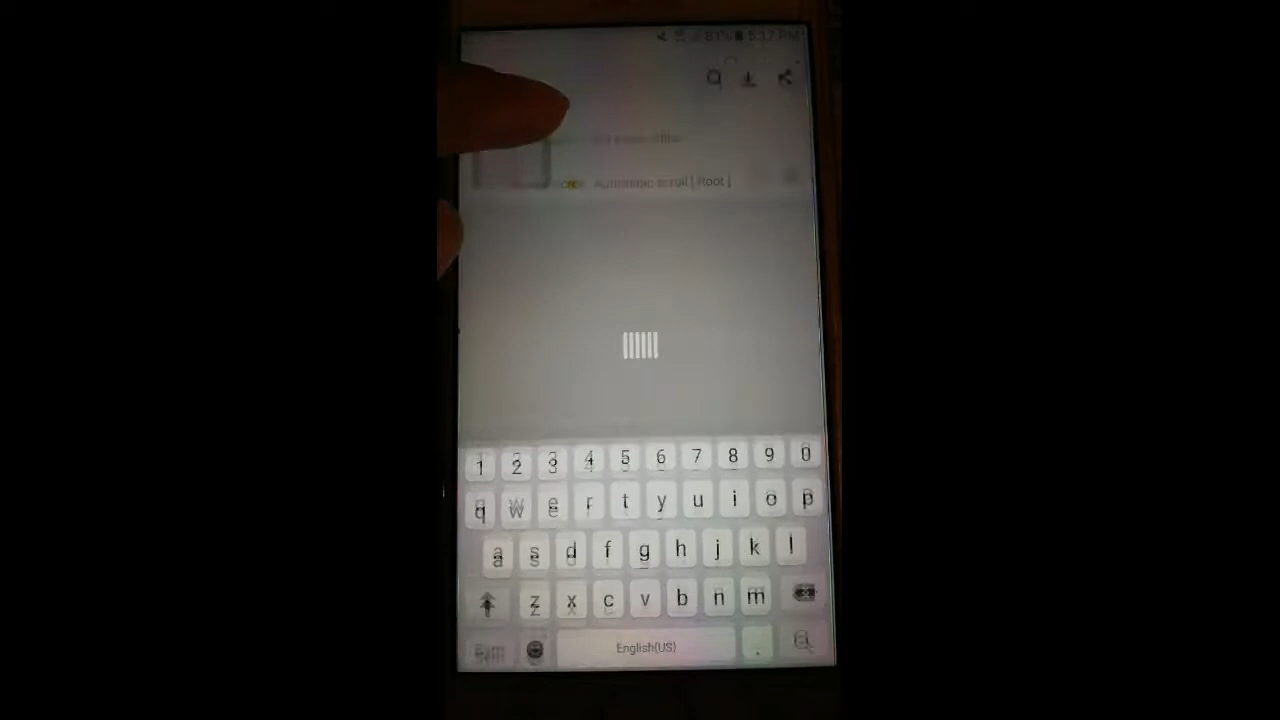 81% 5:37 PM
Automatic scroll [ Root ]
1 2 3 4 5 6 7 8 9 0
q w e r t y u i o p
a s d f g h j k l
z x c v b n m
Sym English(US) .